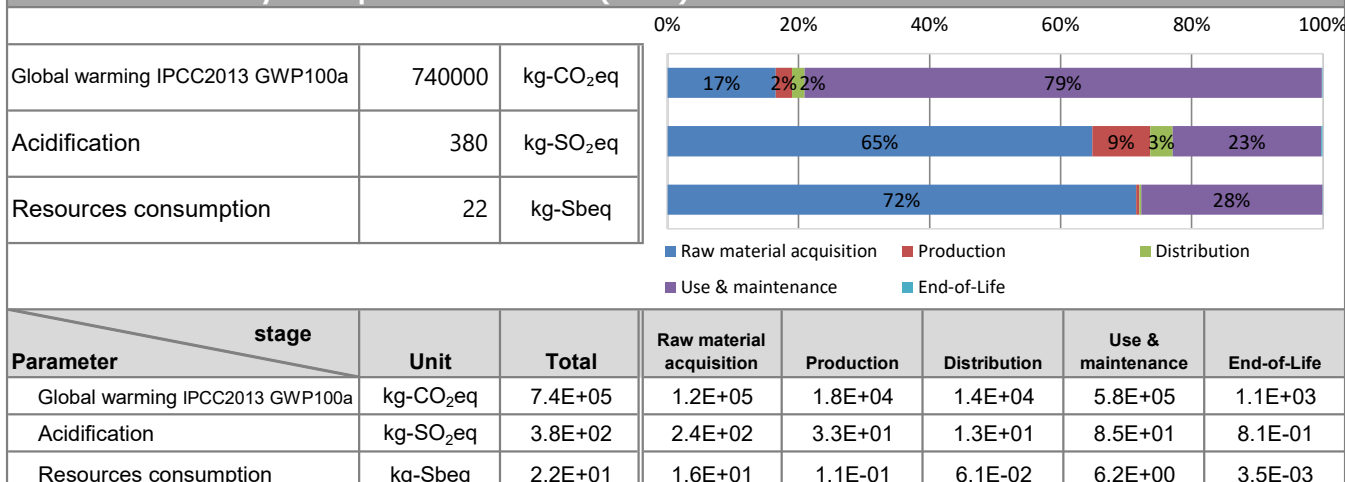 0% 20% 40% 60% 80% 100%
Global warming IPCC2013 GWP100a 740000 kg-CO₂eq 17% 2% 2% 79%
Acidification 380 kg-SO₂eq 65% 9% 3% 23%
Resources consumption 22 kg-Sbeq 72% 28%
Raw material acquisition Production Distribution
Use & maintenance End-of-Life
stage
Parameter Unit Total Raw material acquisition Production Distribution Use & maintenance End-of-Life
Global warming IPCC2013 GWP100a kg-CO₂eq 7.4E+05 1.2E+05 1.8E+04 1.4E+04 5.8E+05 1.1E+03
Acidification kg-SO₂eq 3.8E+02 2.4E+02 3.3E+01 1.3E+01 8.5E+01 8.1E-01
Resources consumption kg-Sbeq 2.2E+01 1.6E+01 1.1E-01 6.1E-02 6.2E+00 3.5E-03